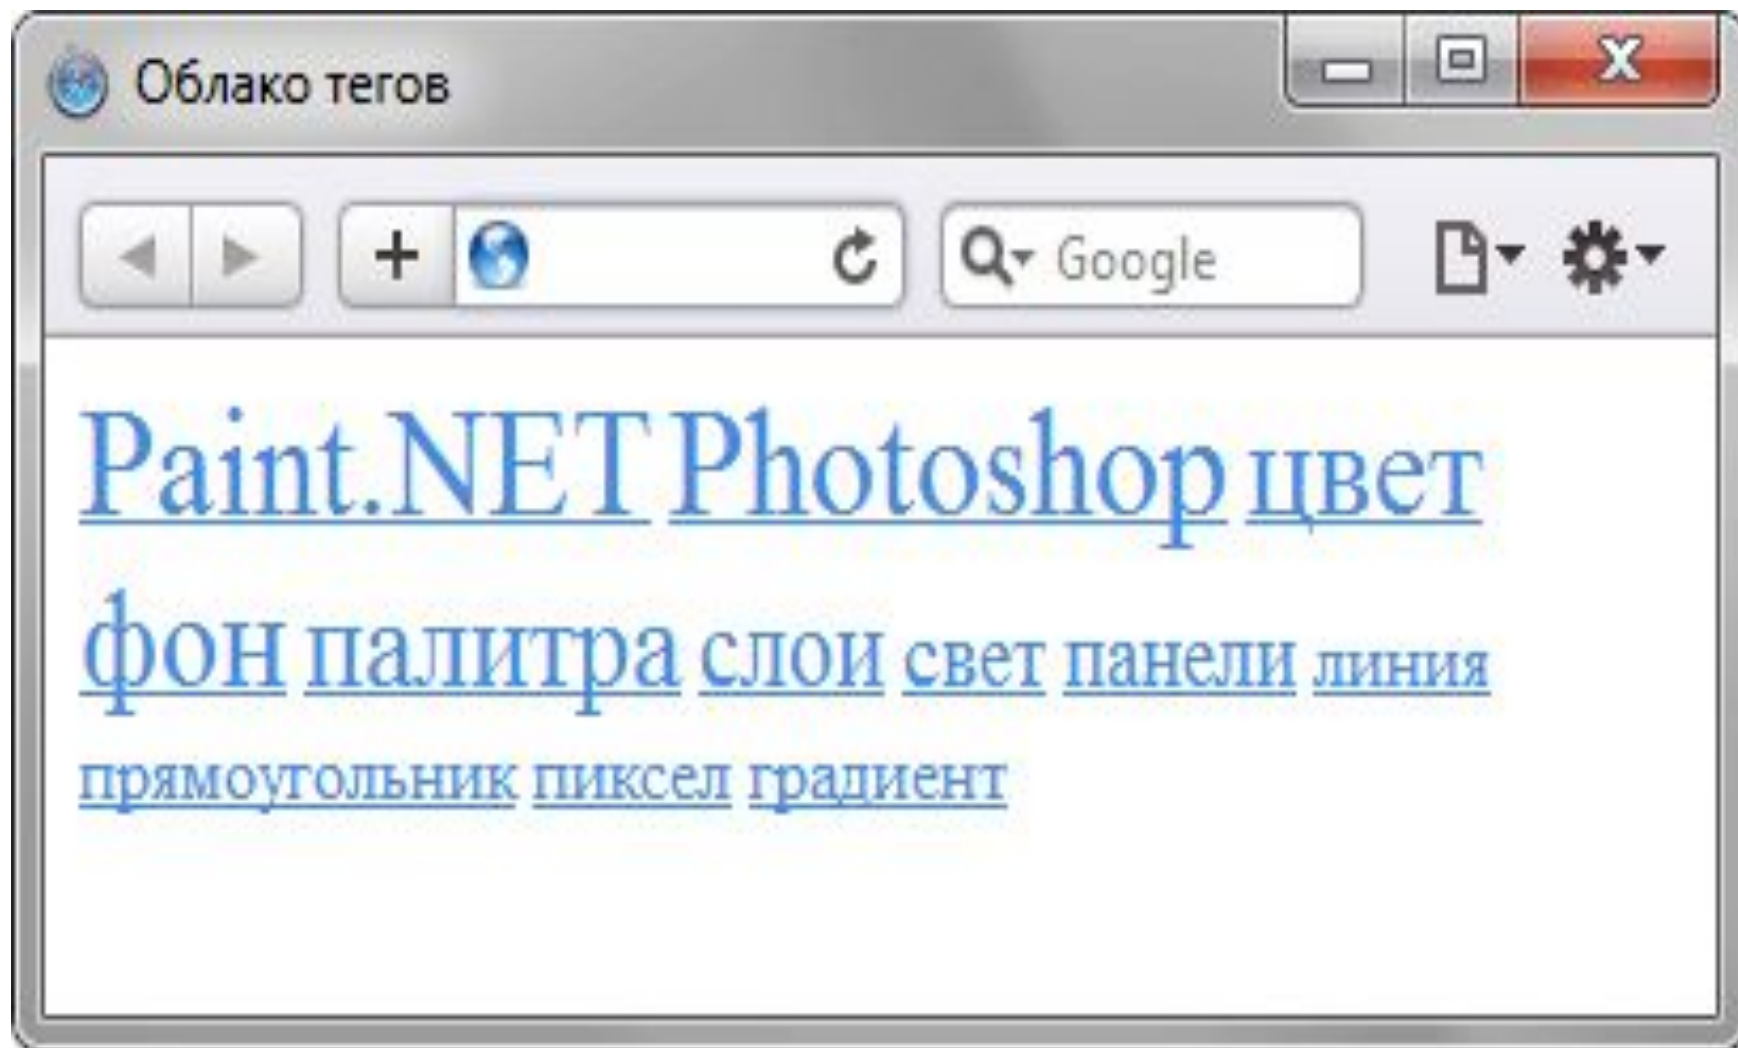 Облако тегов
Google
Paint.NET Photoshop цвет
фон палитра слои свет панели линия
прямоугольник пиксел градиент